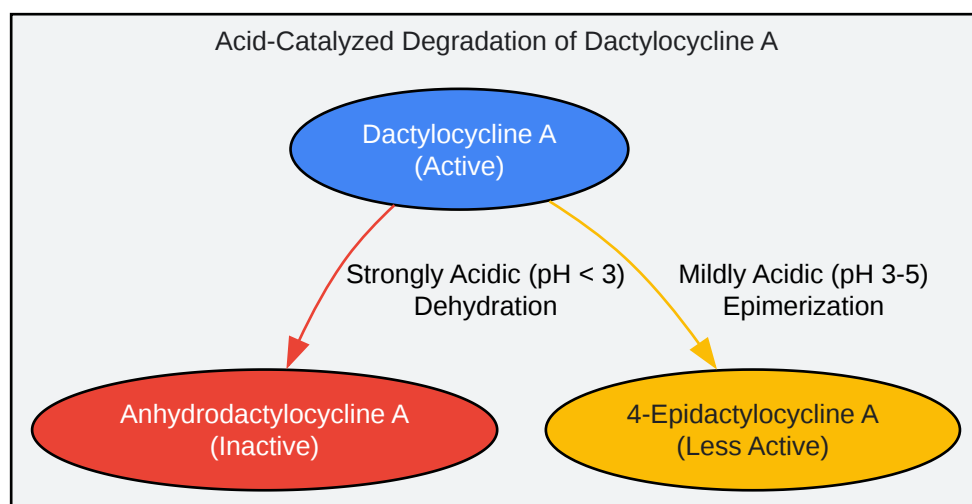 Acid-Catalyzed Degradation of Dactylocycline A
Dactylocycline A
(Active)
Strongly Acidic (pH < 3)
Dehydration
Mildly Acidic (pH 3-5)
Epimerization
Anhydrodactylocycline A
(Inactive)
4-Epidactylocycline A
(Less Active)